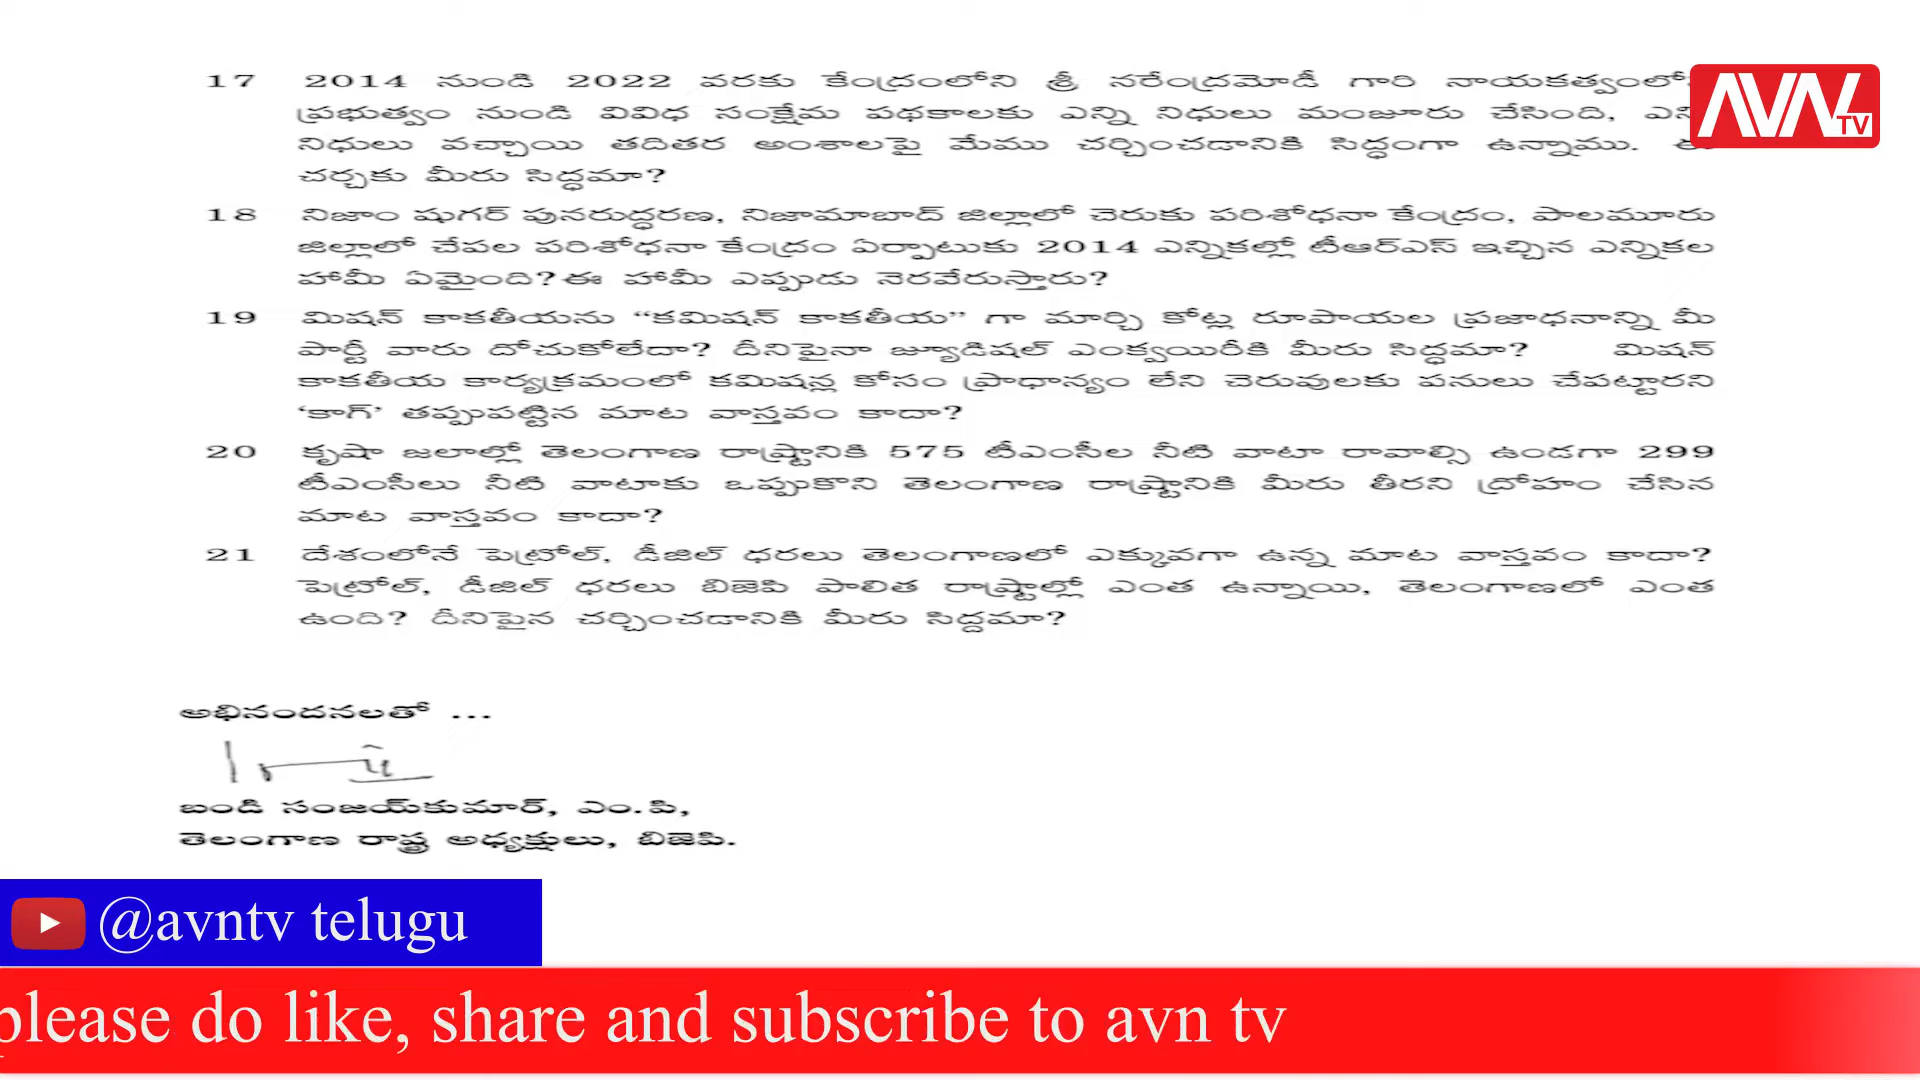 17 2014 నుండి 2022 వరకు కేంద్రంలోని శ్రీ నరేంద్రమోడీ గారి నాయకత్వంలో
ప్రభుత్వం నుండి వివిధ సంక్షేమ పథకాలకు ఎన్ని నిధులు మంజూరు చేసింది,
నిధులు వచ్చాయి తదితర అంశాలపై మేము చర్చించడానికి సిద్ధంగా ఉన్నాము.
చర్చకు మీరు సిద్ధమా?
18 నిజాం షుగర్ పునరుద్ధరణ, నిజామాబాద్ జిల్లాలో చెరుకు పరిశోధనా కేంద్రం, పాలమూరు
జిల్లాలో చేపల పరిశోధనా కేంద్రం ఏర్పాటుకు 2014 ఎన్నికల్లో టీఆర్ఎస్ ఇచ్చిన ఎన్నికల
హామీ ఏమైంది? ఈ హామీ ఎప్పుడు నెరవేరుస్తారు?
19 మిషన్ కాకతీయను “కమిషన్ కాకతీయ” గా మార్చి కోట్ల రూపాయల ప్రజాధనాన్ని మీ
పార్టీ వారు దోచుకోలేదా? దీనిపైనా జ్యూడిషల్ ఎంక్వయిరీకి మీరు సిద్ధమా? మిషన్
కాకతీయ కార్యక్రమంలో కమిషన్ల కోసం ప్రాధాన్యం లేని చెరువులకు పనులు చేపట్టారని
‘కాగ్’ తప్పుపట్టిన మాట వాస్తవం కాదా?
20 కృషా జలాల్లో తెలంగాణ రాష్ట్రానికి 575 టీఎంసీల నీటి వాటా రావాల్సి ఉండగా 299
టీఎంసీలు నీటి వాటాకు ఒప్పుకొని తెలంగాణ రాష్ట్రానికి మీరు తీరని ద్రోహం చేసిన
మాట వాస్తవం కాదా?
21 దేశంలోనే పెట్రోల్, డీజిల్ ధరలు తెలంగాణలో ఎక్కువగా ఉన్న మాట వాస్తవం కాదా?
పెట్రోల్, డీజిల్ ధరలు బిజెపి పాలిత రాష్ట్రాల్లో ఎంత ఉన్నాయి, తెలంగాణలో ఎంత
ఉంది? దీనిపైన చర్చించడానికి మీరు సిద్దమా?
అభినందనలతో ...
బండి సంజయ్‌కుమార్, ఎం.పి,
తెలంగాణ రాష్ట్ర అధ్యక్షులు, బిజెపి.
AVN TV
@avntv telugu
please do like, share and subscribe to avn tv